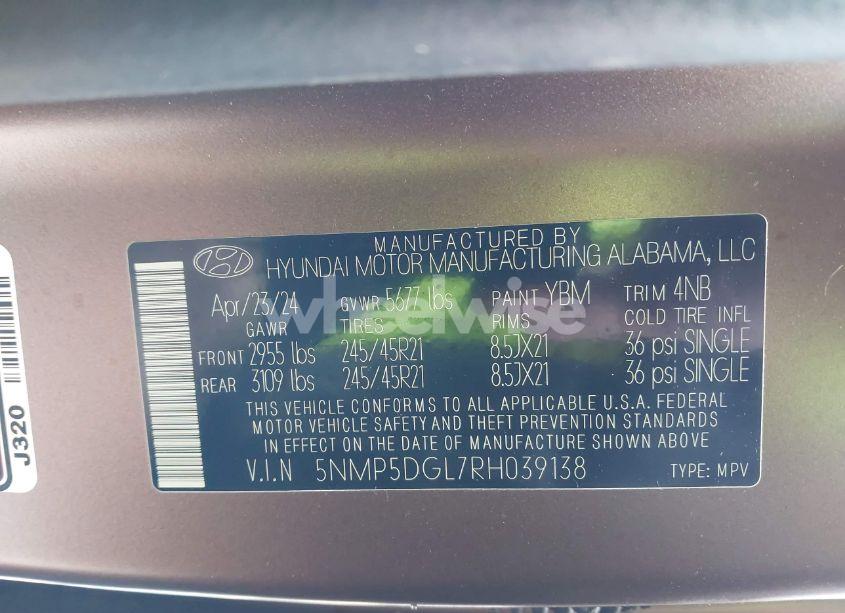 MANUFACTURED BY
HYUNDAI MOTOR MANUFACTURING ALABAMA, LLC
Apr/23/24 GVWR 5677 lbs PAINT YBM TRIM 4NB
GAWR TIRES RIMS COLD TIRE INFL
FRONT 2955 lbs 245/45R21 8.5JX21 36 psi SINGLE
REAR 3109 lbs 245/45R21 8.5JX21 36 psi SINGLE
THIS VEHICLE CONFORMS TO ALL APPLICABLE U.S.A. FEDERAL
MOTOR VEHICLE SAFETY AND THEFT PREVENTION STANDARDS
IN EFFECT ON THE DATE OF MANUFACTURE SHOWN ABOVE
V.I.N 5NMP5DGL7RH039138 TYPE: MPV
J320
wheelwise